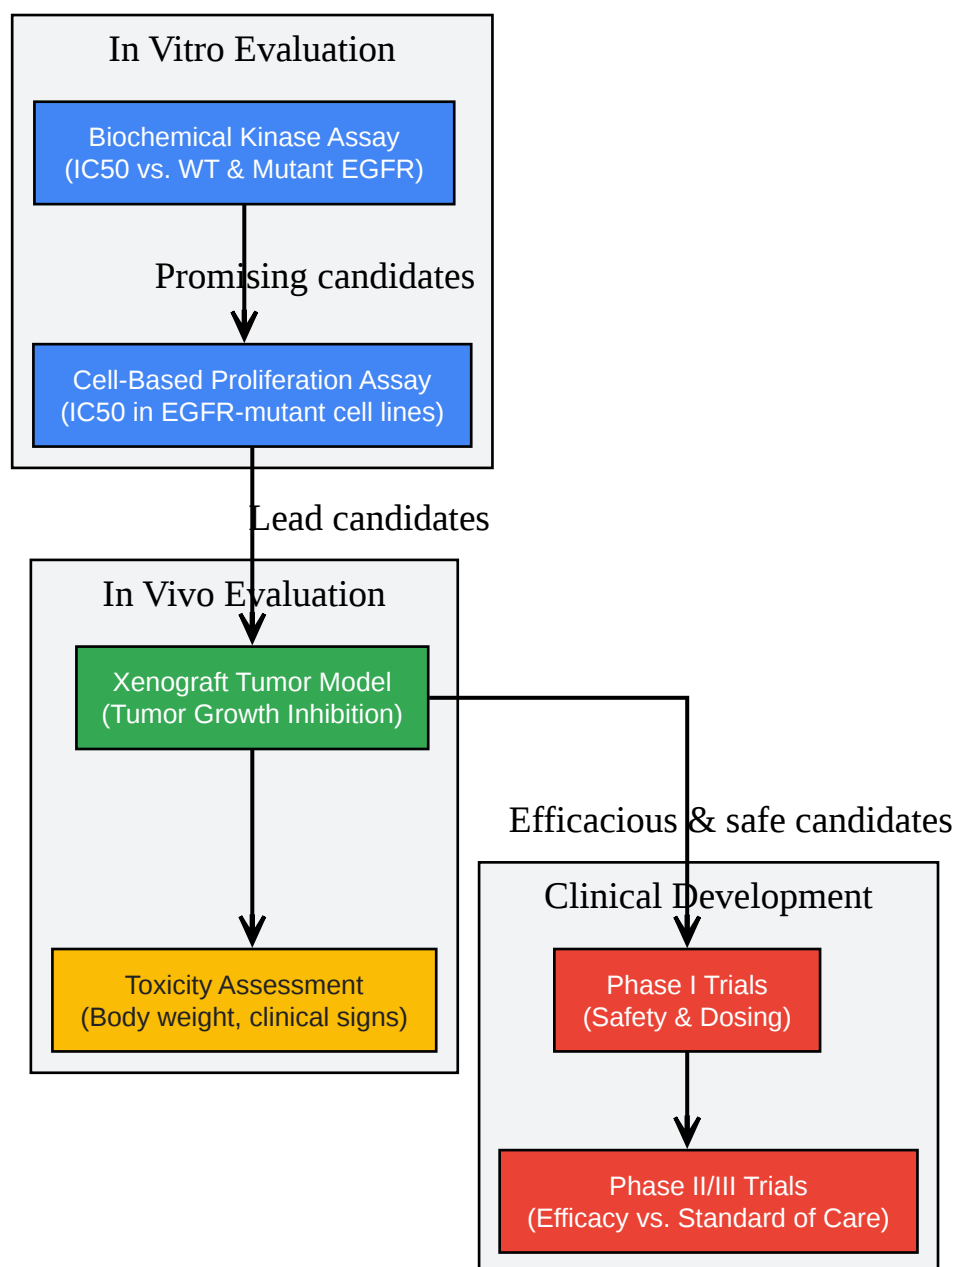 In Vitro Evaluation
Biochemical Kinase Assay
(IC50 vs. WT & Mutant EGFR)
Promising candidates
Cell-Based Proliferation Assay
(IC50 in EGFR-mutant cell lines)
Lead candidates
In Vivo Evaluation
Xenograft Tumor Model
(Tumor Growth Inhibition)
Efficacious & safe candidates
Clinical Development
Toxicity Assessment
(Body weight, clinical signs)
Phase I Trials
(Safety & Dosing)
Phase II/III Trials
(Efficacy vs. Standard of Care)